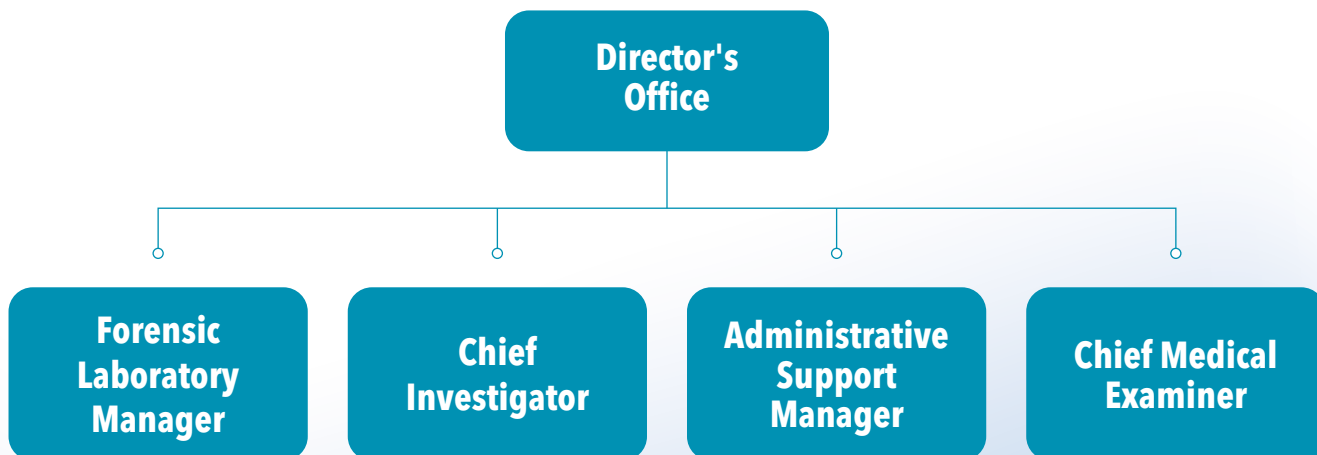 Director's
Office
Forensic
Laboratory
Manager
Chief
Investigator
Administrative
Support
Manager
Chief Medical
Examiner